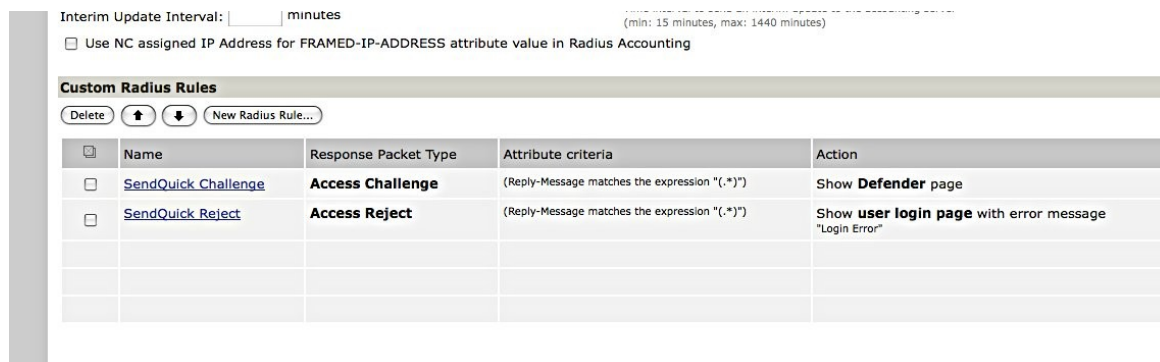 Interim Update Interval: minutes
(min: 15 minutes, max: 1440 minutes)
Use NC assigned IP Address for FRAMED-IP-ADDRESS attribute value in Radius Accounting
Custom Radius Rules
Delete New Radius Rule...
Name Response Packet Type Attribute criteria Action
SendQuick Challenge Access Challenge (Reply-Message matches the expression "(.*)") Show Defender page
SendQuick Reject Access Reject (Reply-Message matches the expression "(.*)") Show user login page with error message
"Login Error"